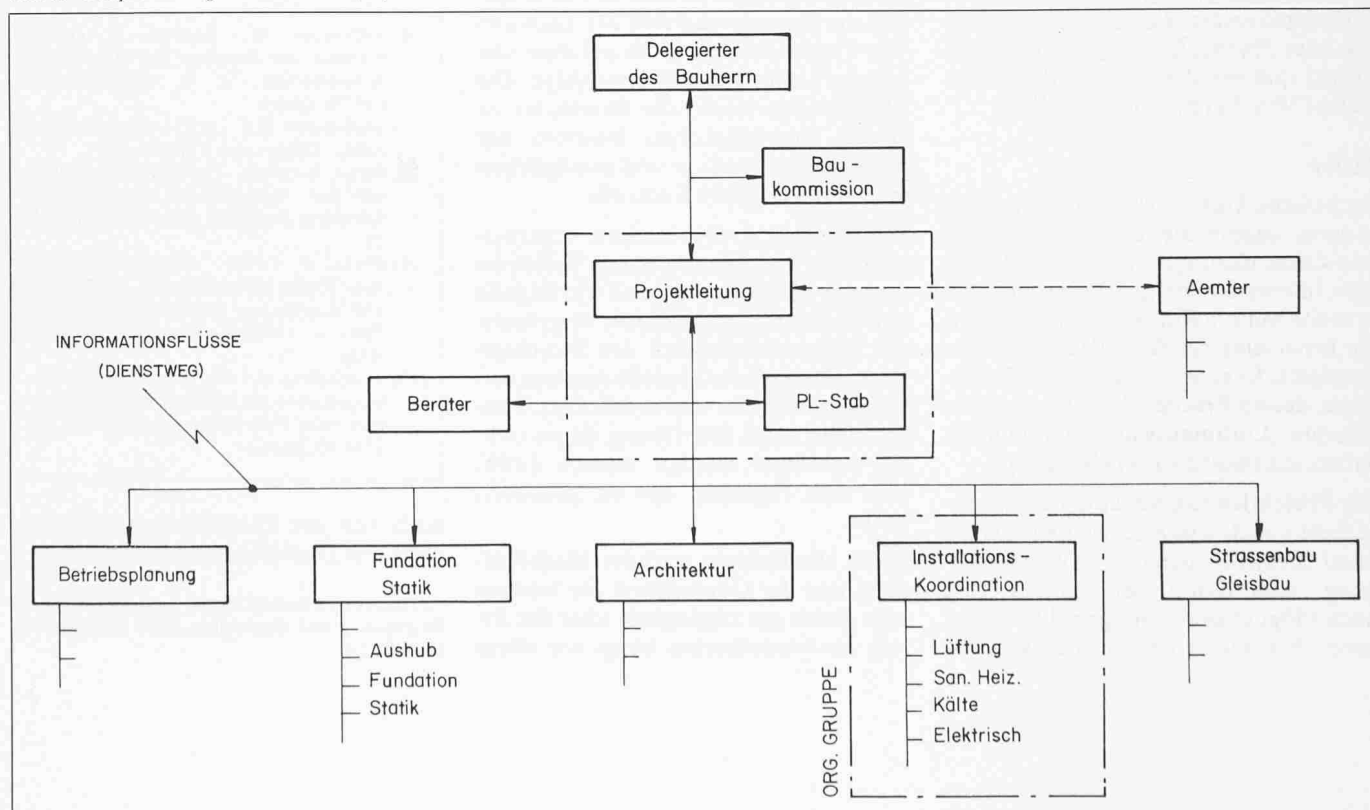 Delegierter
des Bauherrn
Bau-
kommission
Projektleitung
Aemter
INFORMATIONSFLÜSSE
(DIENSTWEG)
Berater
PL-Stab
Betriebsplanung
Fundation
Statik
Architektur
Installations-
Koordination
Strassenbau
Gleisbau
Aushub
Fundation
Statik
Lüftung
San. Heiz.
Kälte
Elektrisch
ORG. GRUPPE